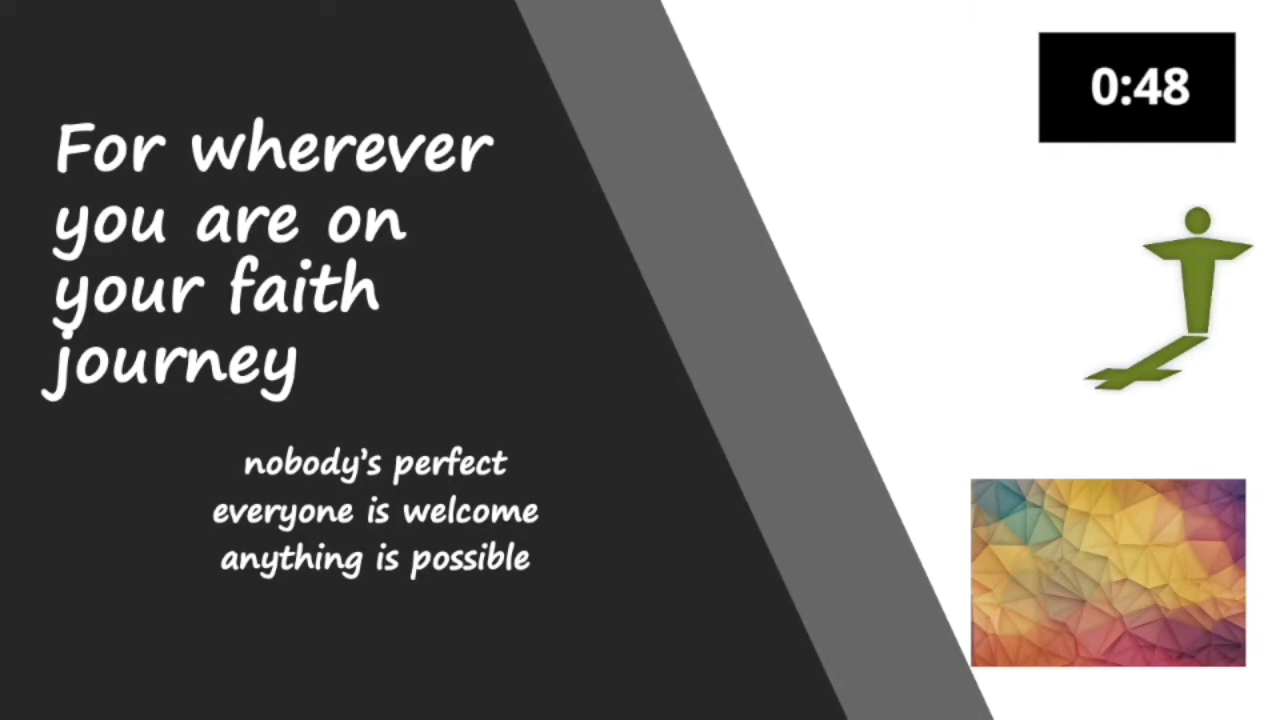 For wherever
you are on
your faith
journey
nobody's perfect
everyone is welcome
anything is possible
0:48